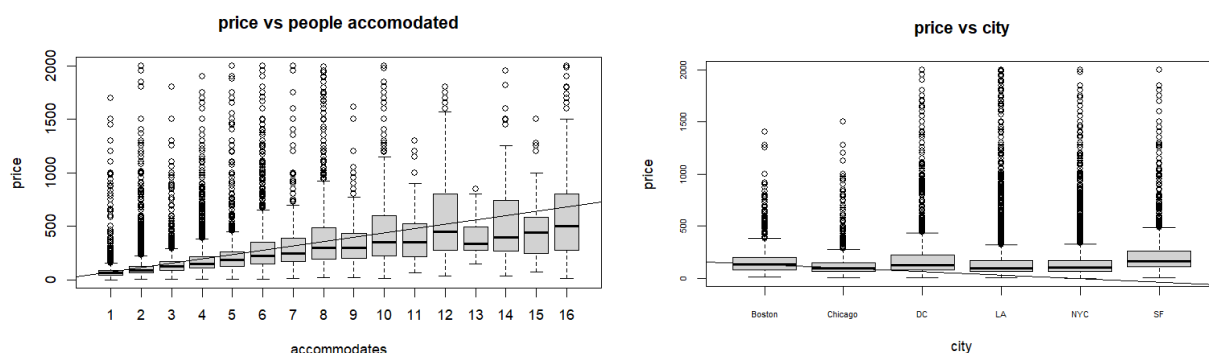 price vs people accomodated
price
2000
1500
1000
500
0
1 2 3 4 5 6 7 8 9 10 11 12 13 14 15 16
accommodates
price vs city
price
2000
1500
1000
500
0
Boston Chicago DC LA NYC SF
city